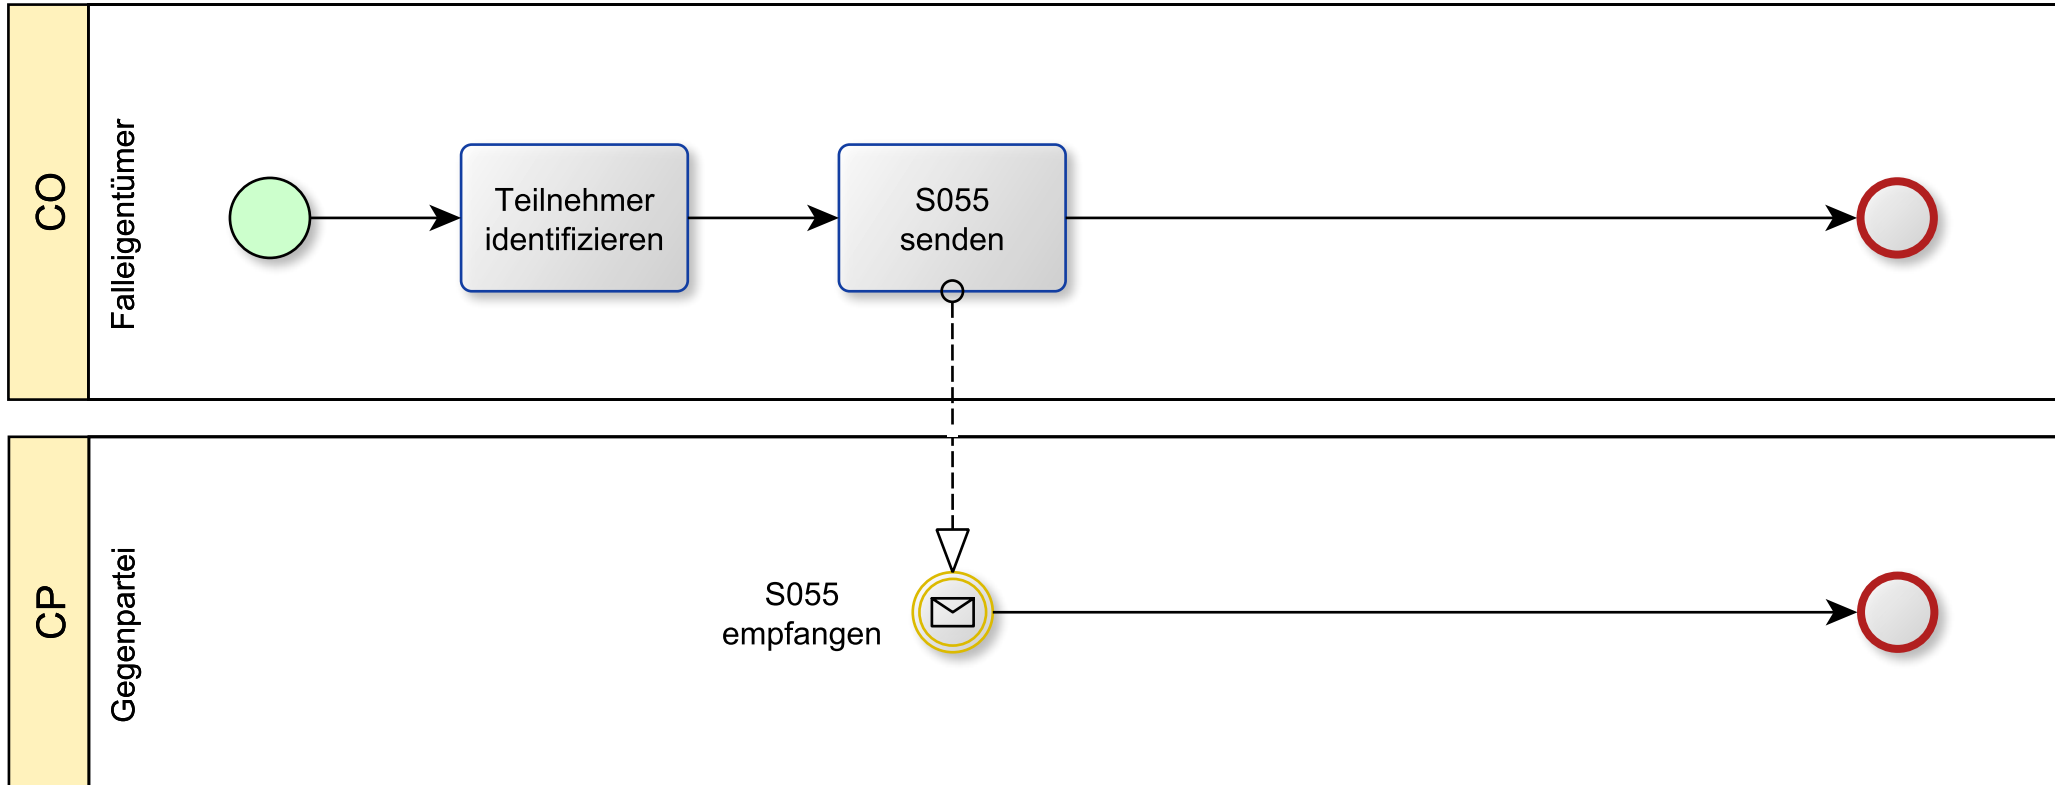 CO
Falleigentümer
Teilnehmer
identifizieren
S055
senden
CP
Gegenpartei
S055
empfangen